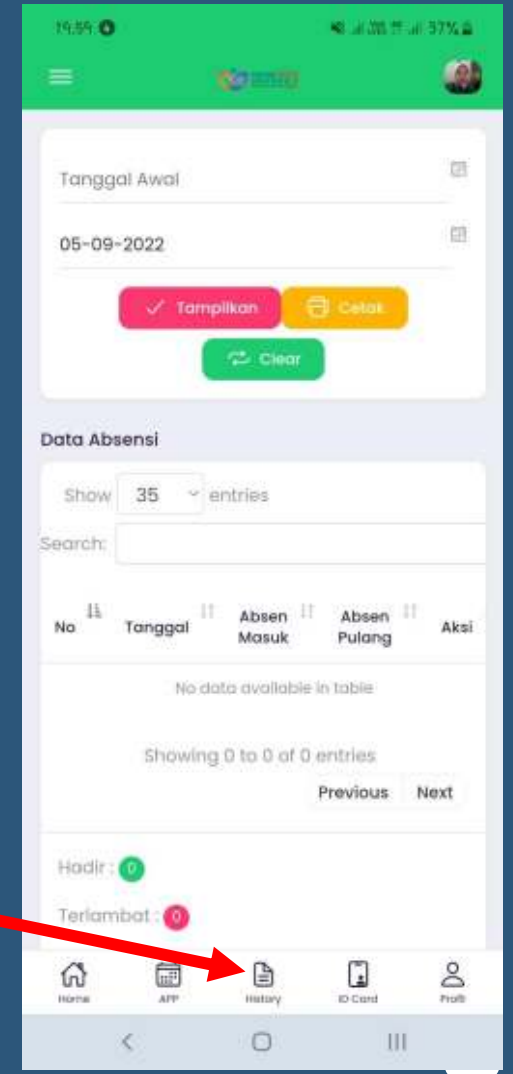 19.59
37%
Tanggal Awal
05-09-2022
Tampilkan
Cetak
Clear
Data Absensi
Show 35 entries
Search:
No Tanggal Absen Masuk Absen Pulang Aksi
No data available in table
Showing 0 to 0 of 0 entries
Previous Next
Hadir : 0
Terlambat : 0
Home APP History ID Card Profil